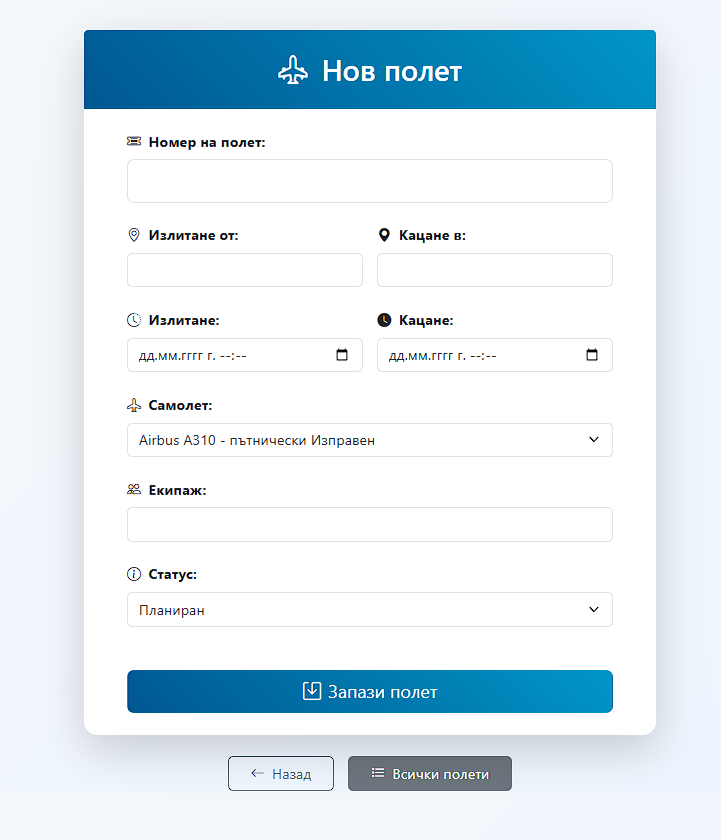 Нов полет
Номер на полет:
Излитане от: Кацане в:
Излитане: Кацане:
дд.мм.гггг г. --:-- дд.мм.гггг г. --:--
Самолет:
Airbus A310 - пътнически Изправен
Екипаж:
Статус:
Планиран
Запази полет
Назад Всички полети